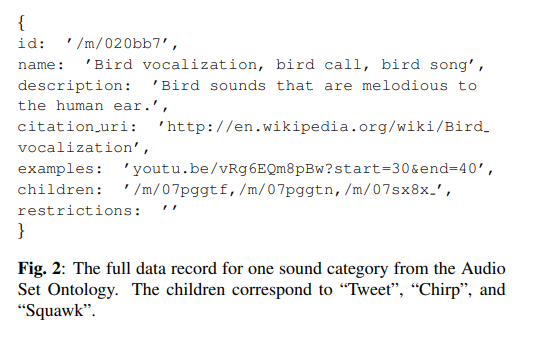 {
id: '/m/020bb7',
name: 'Bird vocalization, bird call, bird song',
description: 'Bird sounds that are melodious to
the human ear.',
citation_uri: 'http://en.wikipedia.org/wiki/Bird_
vocalization',
examples: 'youtu.be/vRg6EQm8pBw?start=30&end=40',
children: '/m/07pggtf,/m/07pggtn,/m/07sx8x_',
restrictions: ''
}
Fig. 2: The full data record for one sound category from the Audio
Set Ontology. The children correspond to “Tweet”, “Chirp”, and
“Squawk”.